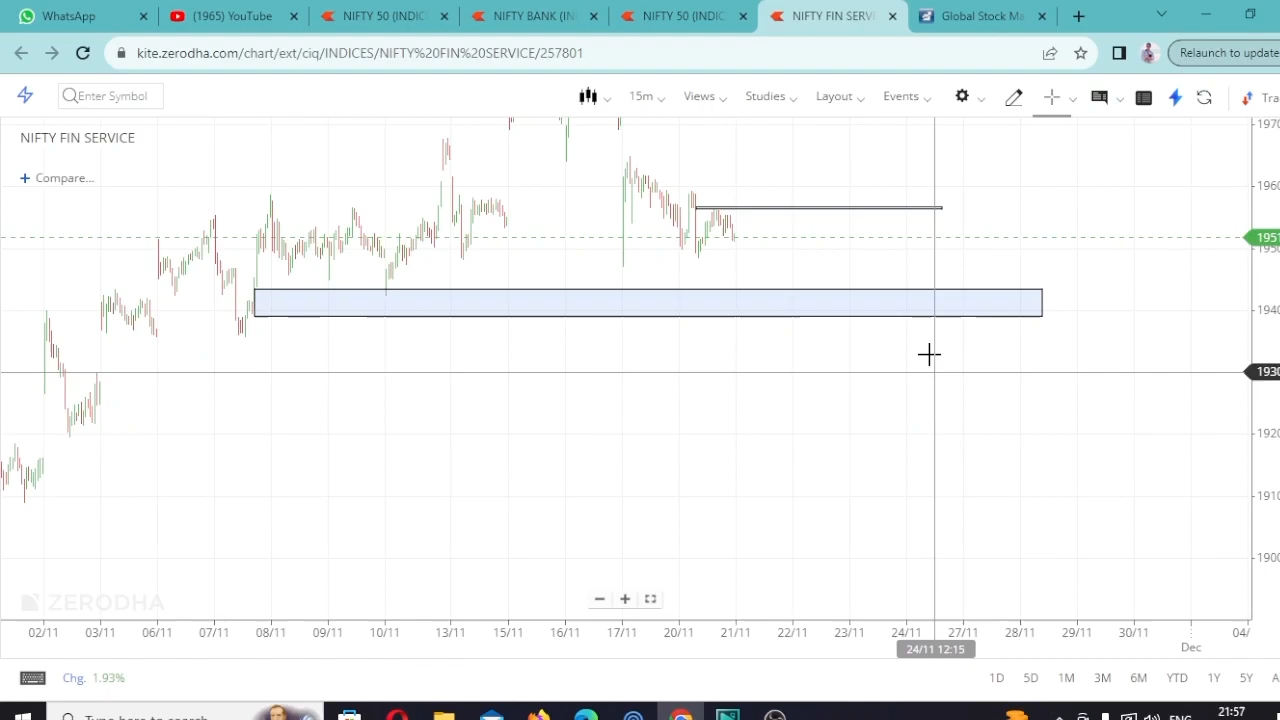 WhatsApp
(1965) YouTube
NIFTY 50 (INDIC
NIFTY BANK (IN
NIFTY 50 (INDIC
NIFTY FIN SERV
Global Stock Ma
kite.zerodha.com/chart/ext/ciq/INDICES/NIFTY%20FIN%20SERVICE/257801
Relaunch to update
Enter Symbol
15m
Views
Studies
Layout
Events
Tra
NIFTY FIN SERVICE
+ Compare...
1970
1960
1951
1950
1940
1930
1920
1910
1900
ZERODHA
02/11 03/11 06/11 07/11 08/11 09/11 10/11 13/11 15/11 16/11 17/11 20/11 21/11 22/11 23/11 24/11 27/11 28/11 29/11 30/11 04/
24/11 12:15
Dec
Chg. 1.93%
1D 5D 1M 3M 6M YTD 1Y 5Y A
Type here to search
ENG
21:57